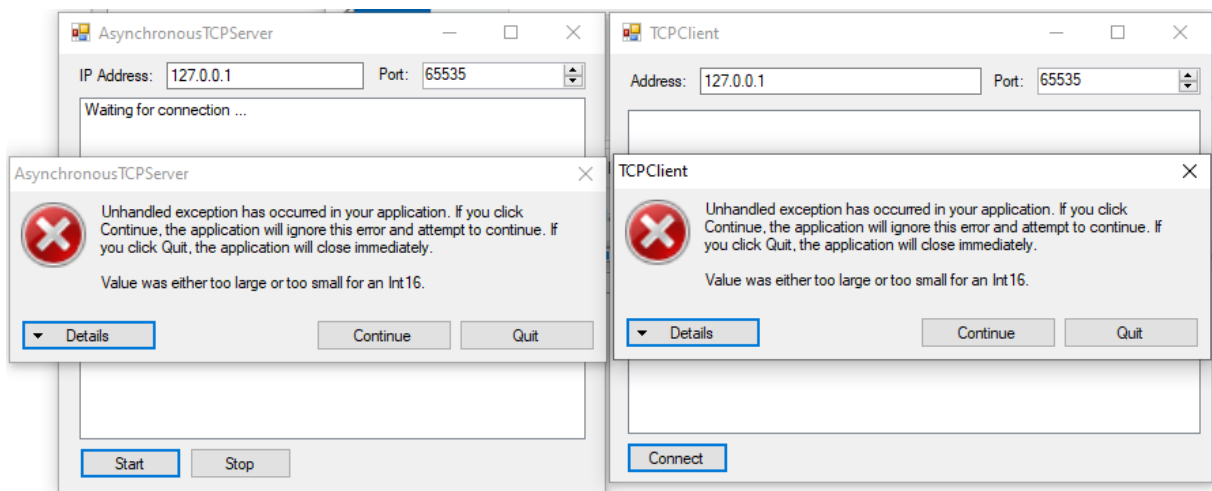 AsynchronousTCPServer
IP Address: 127.0.0.1 Port: 65535
Waiting for connection ...
AsynchronousTCPServer
Unhandled exception has occurred in your application. If you click
Continue, the application will ignore this error and attempt to continue. If
you click Quit, the application will close immediately.
Value was either too large or too small for an Int16.
Details Continue Quit
Start Stop
TCPClient
Address: 127.0.0.1 Port: 65535
TCPClient
Unhandled exception has occurred in your application. If you click
Continue, the application will ignore this error and attempt to continue. If
you click Quit, the application will close immediately.
Value was either too large or too small for an Int16.
Details Continue Quit
Connect